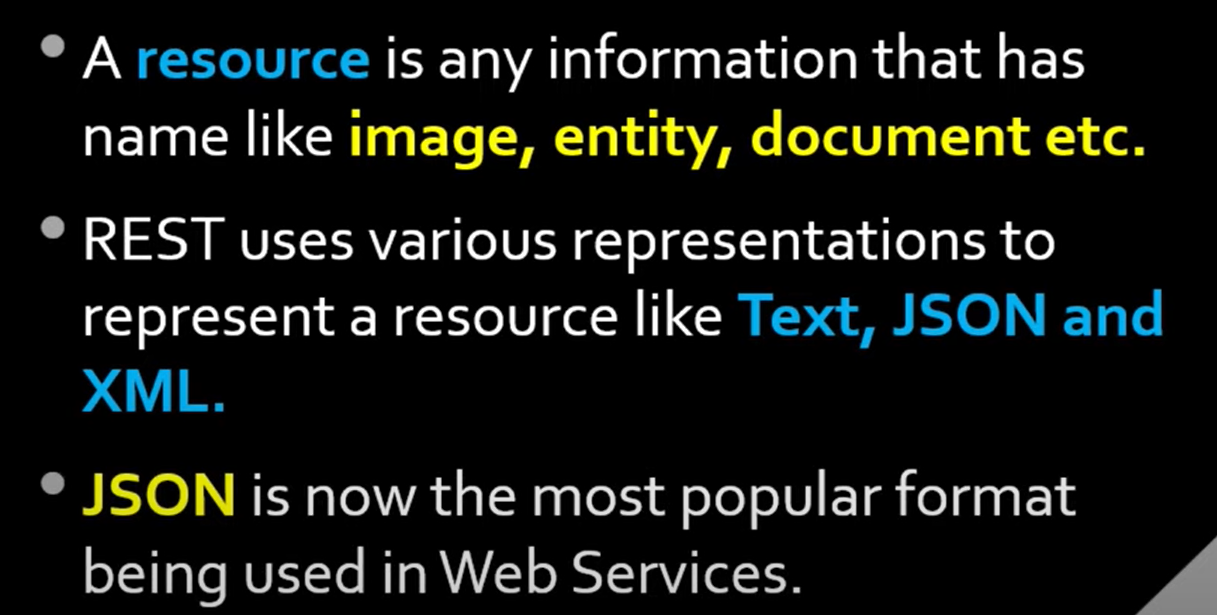 • A resource is any information that has
name like image, entity, document etc.
• REST uses various representations to
represent a resource like Text, JSON and
XML.
• JSON is now the most popular format
being used in Web Services.